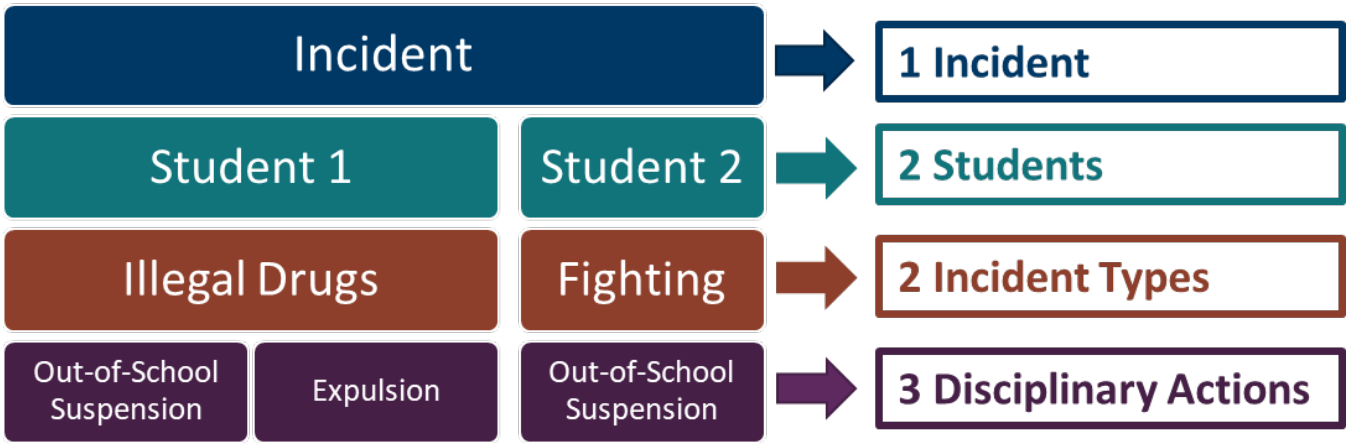 Incident
1 Incident
Student 1
Student 2
2 Students
Illegal Drugs
Fighting
2 Incident Types
Out-of-School
Suspension
Expulsion
Out-of-School
Suspension
3 Disciplinary Actions